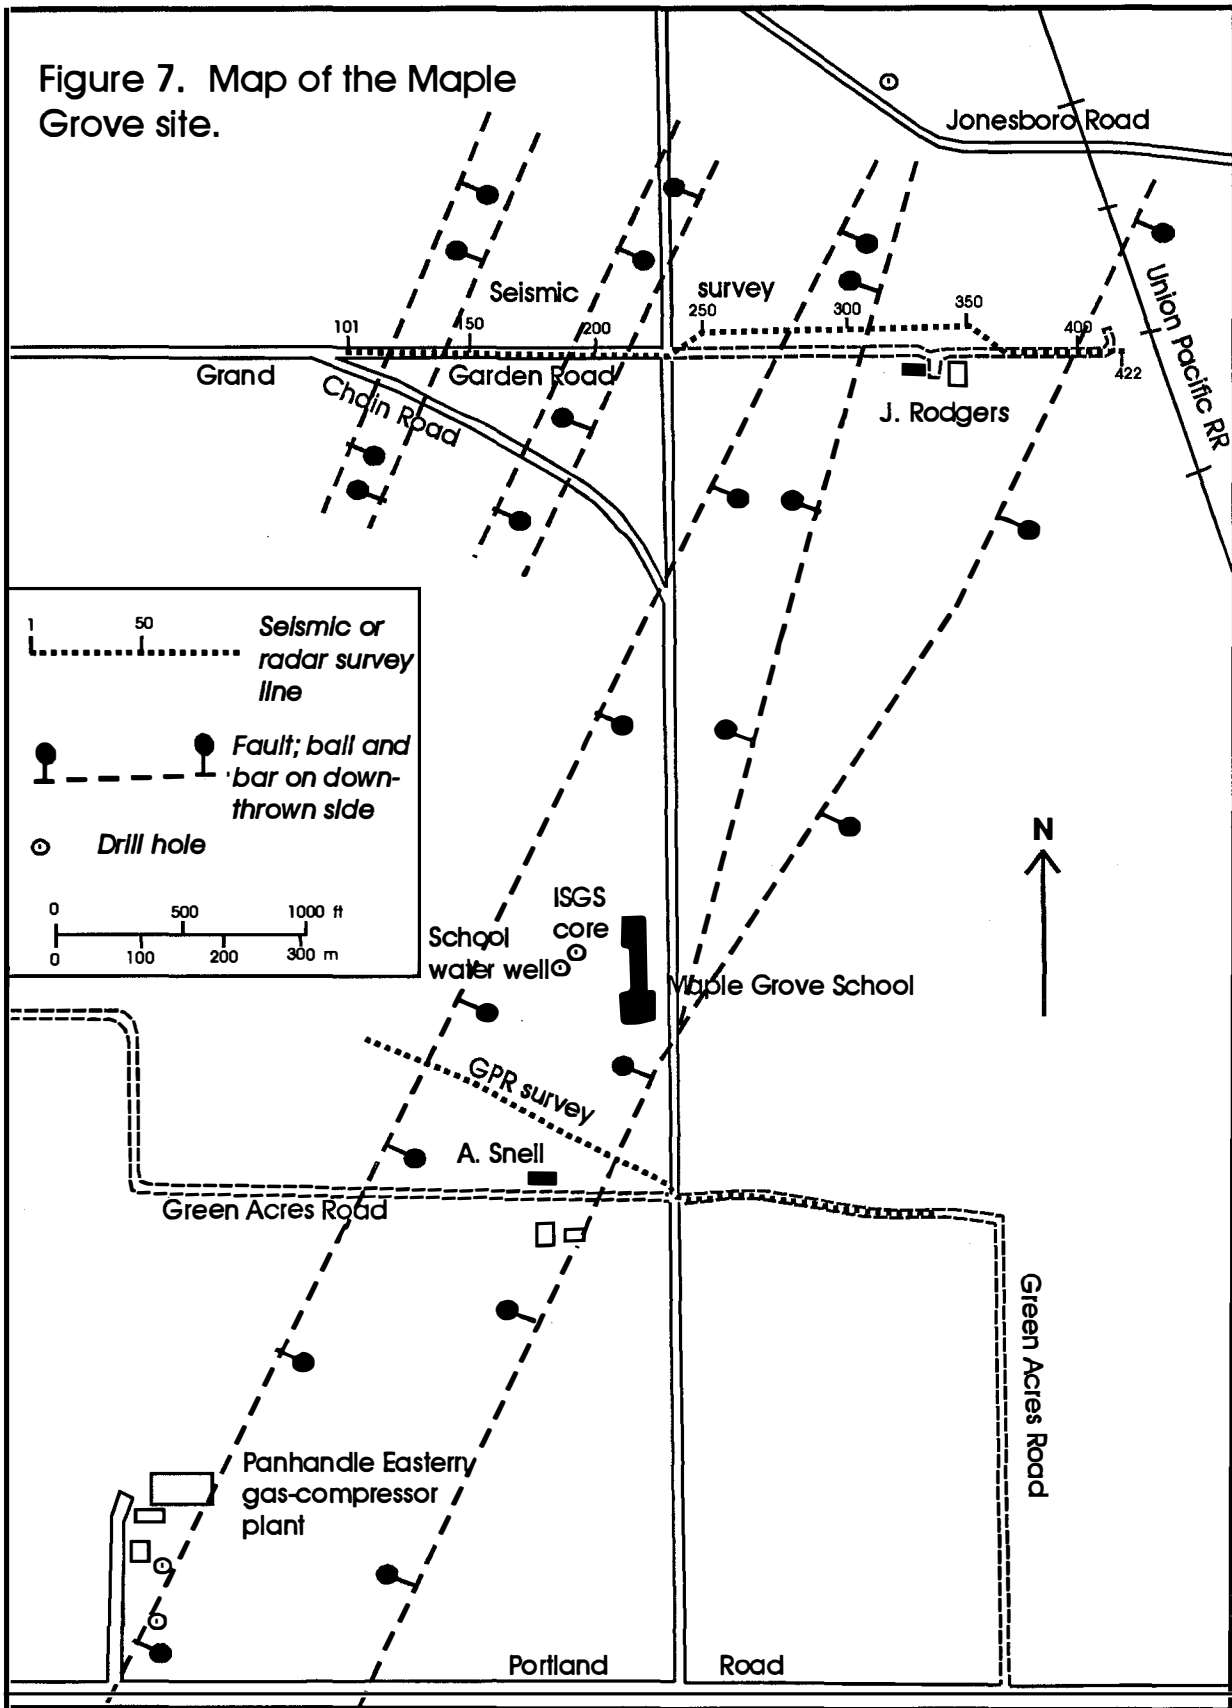 Figure 7. Map of the Maple
Grove site.
Jonesboro Road
Union Pacific RR
Seismic survey
101 150 200 250 300 350 400 422
Grand Garden Road
Chain Road
J. Rodgers
1 50
Seismic or
radar survey
line
Fault; ball and
bar on down-
thrown side
Drill hole
0 500 1000 ft
0 100 200 300 m
N
ISGS
core
School
water well
Maple Grove School
GPR survey
A. Snell
Green Acres Road
Green Acres Road
Panhandle Eastern
gas-compressor
plant
Portland Road